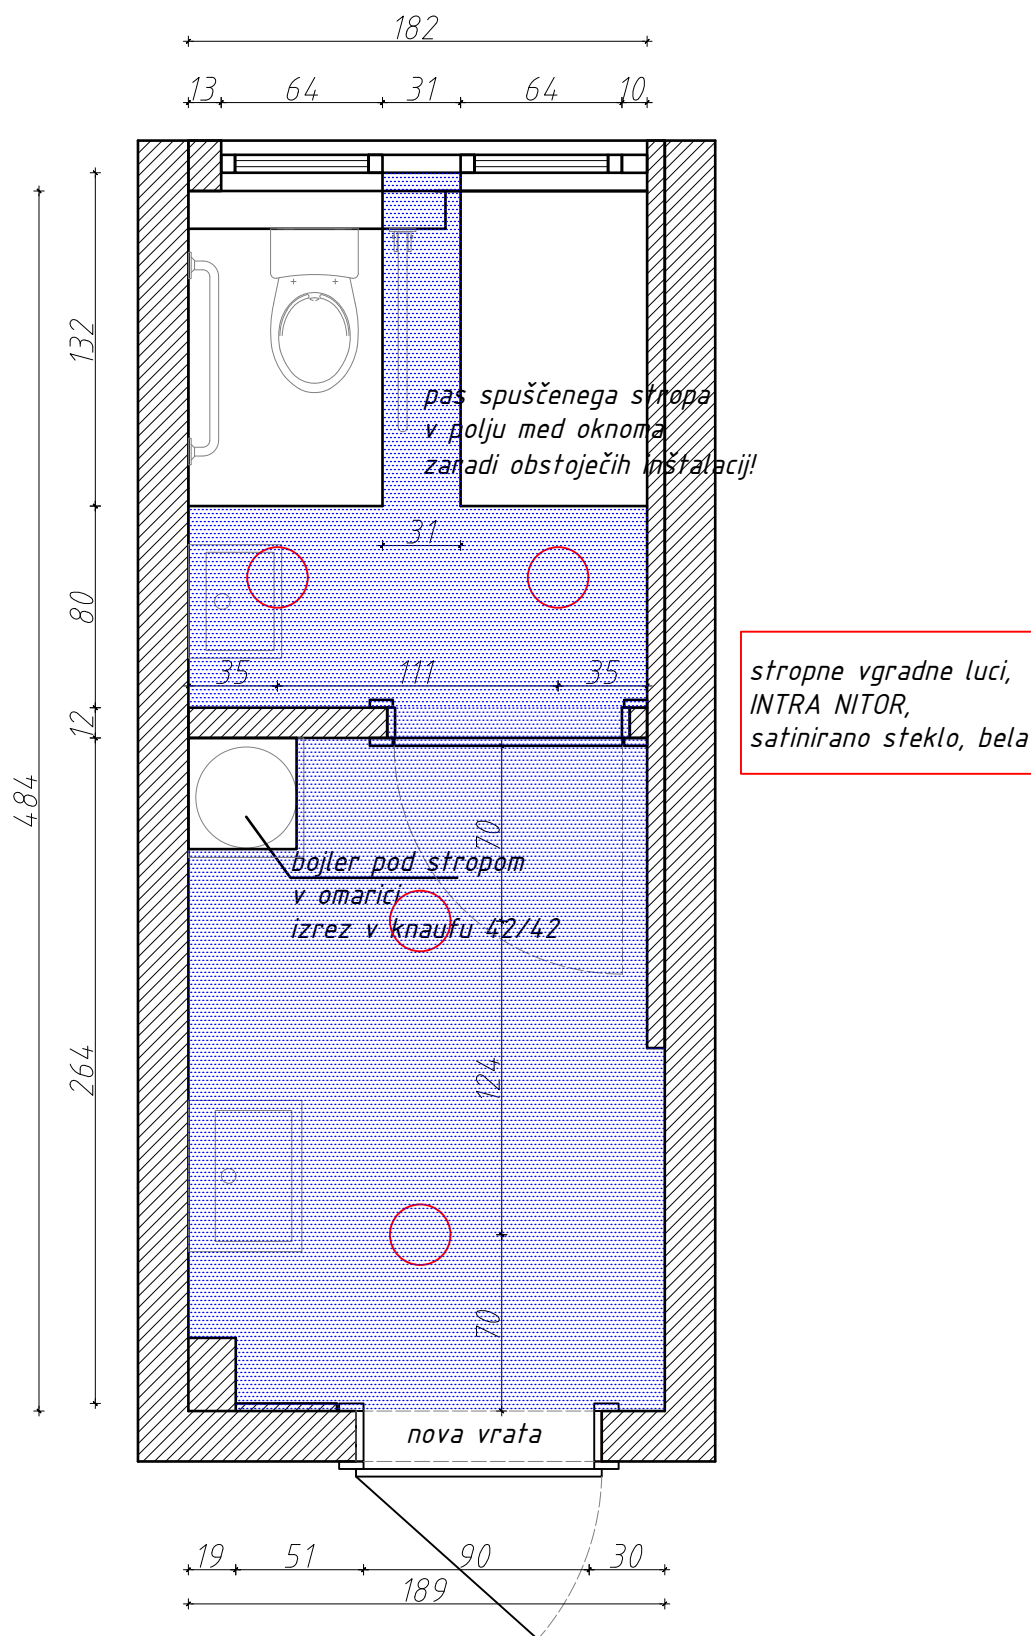 182
13 64 31 64 10
pas spuščenega stropa
v polju med oknoma
zaradi obstoječih inštalacij!
132
31
80
35 111 35
12
484
stropne vgradne luci,
INTRA NITOR,
satinirano steklo, bela
70
bojler pod stropom
v omarici
izrez v knaufu 42/42
264
124
70
nova vrata
19 51 90 30
189